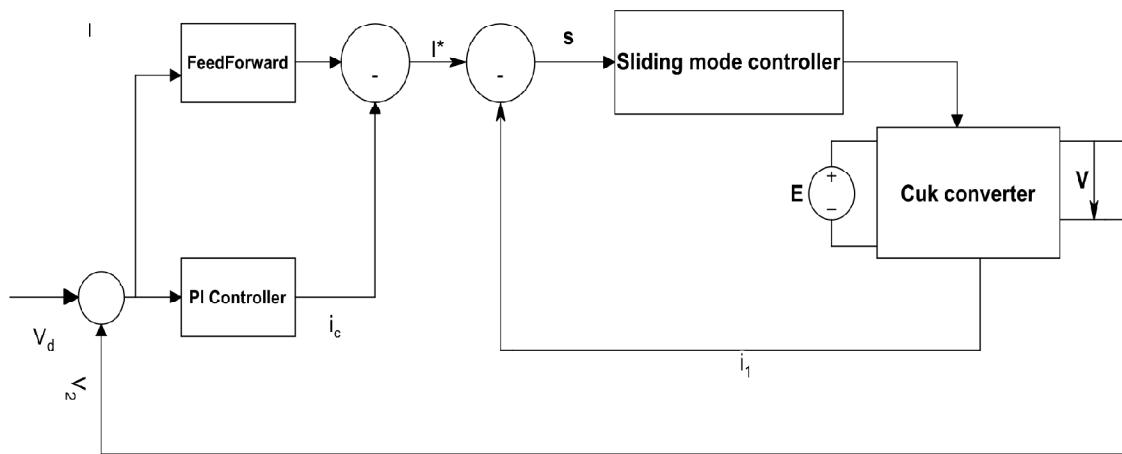 I
FeedForward
-
I*
-
s
Sliding mode controller
E
+
−
Cuk converter
V
V_d
PI Controller
i_c
i_1
V_2